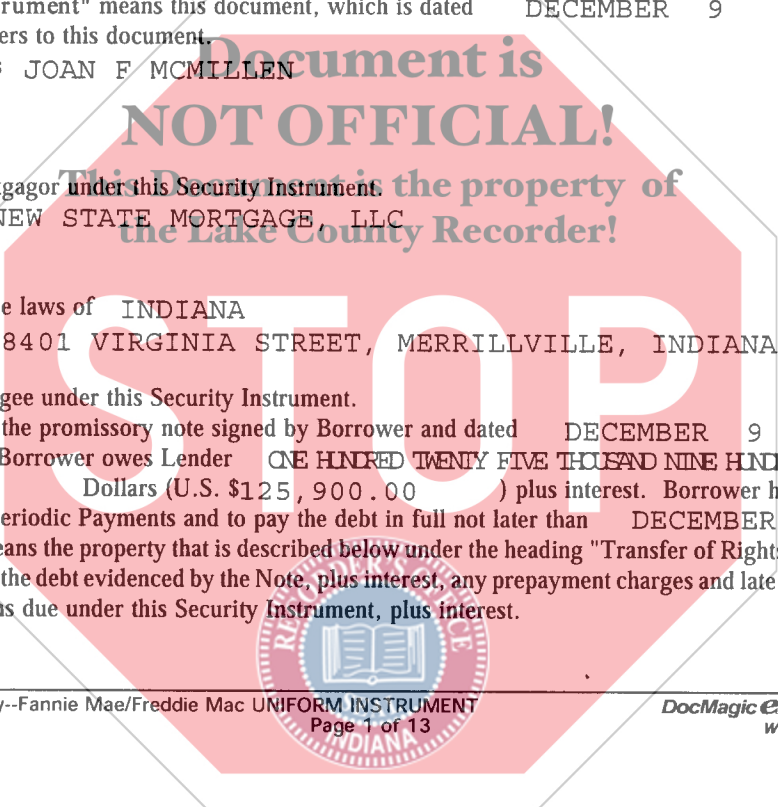 rument" means this document, which is dated DECEMBER 9
ers to this document.
JOAN F MCMILLEN
Document is
NOT OFFICIAL!
This Document is the property of
the Lake County Recorder!
gagor under this Security Instrument.
NEW STATE MORTGAGE, LLC
e laws of INDIANA
8401 VIRGINIA STREET, MERRILLVILLE, INDIANA
STOP
gee under this Security Instrument.
the promissory note signed by Borrower and dated DECEMBER 9
Borrower owes Lender ONE HUNDRED TWENTY FIVE THOUSAND NINE HUND
Dollars (U.S. $125,900.00 ) plus interest. Borrower h
eriodic Payments and to pay the debt in full not later than DECEMBER
eans the property that is described below under the heading "Transfer of Rights
the debt evidenced by the Note, plus interest, any prepayment charges and late
ns due under this Security Instrument, plus interest.
RECORDER'S OFFICE
INDIANA
y--Fannie Mae/Freddie Mac UNIFORM INSTRUMENT
Page 1 of 13
DocMagic
w